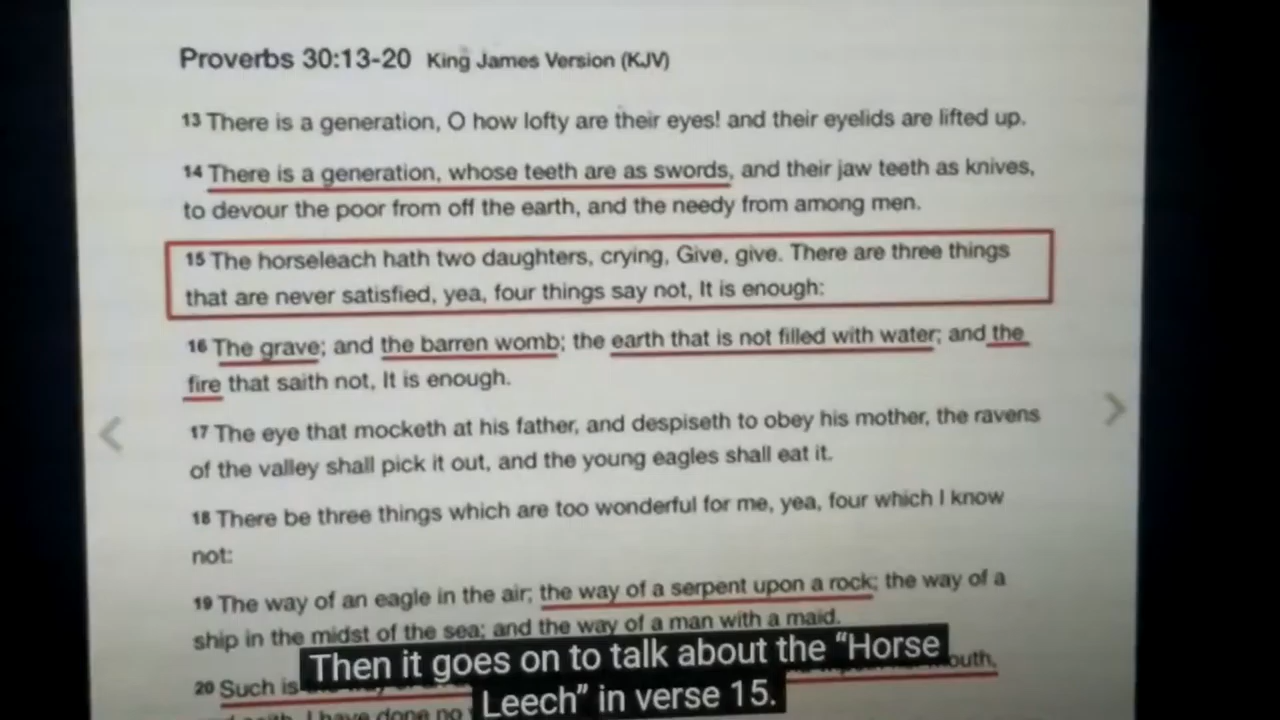 Proverbs 30:13-20 King James Version (KJV)
13 There is a generation, O how lofty are their eyes! and their eyelids are lifted up.
14 There is a generation, whose teeth are as swords, and their jaw teeth as knives,
to devour the poor from off the earth, and the needy from among men.
15 The horseleach hath two daughters, crying, Give, give. There are three things
that are never satisfied, yea, four things say not, It is enough:
16 The grave; and the barren womb; the earth that is not filled with water; and the
fire that saith not, It is enough.
17 The eye that mocketh at his father, and despiseth to obey his mother, the ravens
of the valley shall pick it out, and the young eagles shall eat it.
18 There be three things which are too wonderful for me, yea, four which I know
not:
19 The way of an eagle in the air; the way of a serpent upon a rock; the way of a
ship in the midst of the sea; and the way of a man with a maid.
Then it goes on to talk about the “Horse
20 Such is
Leech” in verse 15.
I have done no